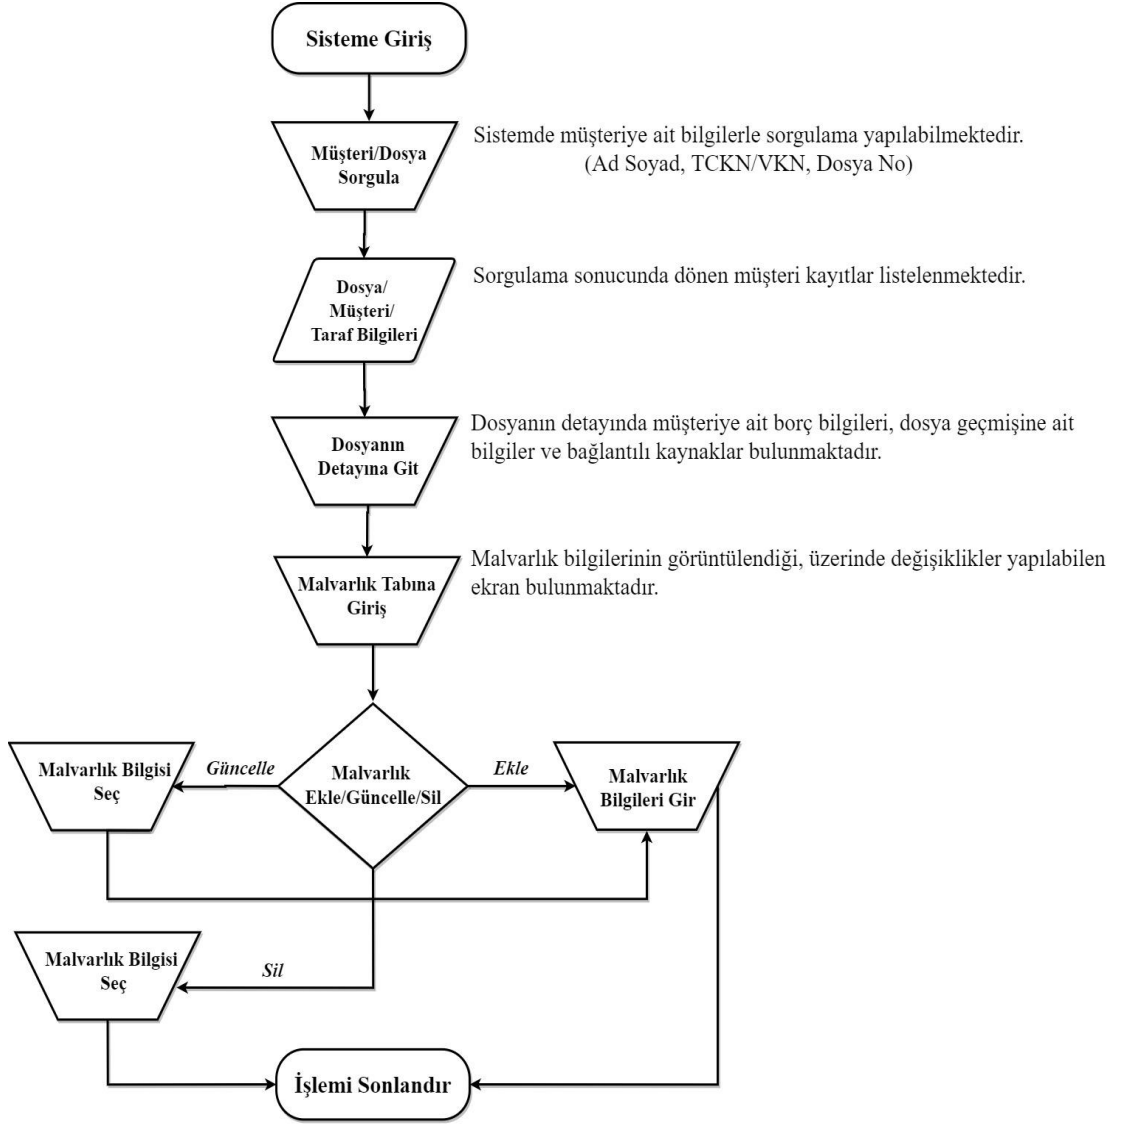 Sisteme Giriş
Müşteri/Dosya
Sorgula
Sistemde müşteriye ait bilgilerle sorgulama yapılabilmektedir.
(Ad Soyad, TCKN/VKN, Dosya No)
Dosya/
Müşteri/
Taraf Bilgileri
Sorgulama sonucunda dönen müşteri kayıtlar listelenmektedir.
Dosyanın
Detayına Git
Dosyanın detayında müşteriye ait borç bilgileri, dosya geçmişine ait
bilgiler ve bağlantılı kaynaklar bulunmaktadır.
Malvarlık Tabına
Giriş
Malvarlık bilgilerinin görüntülendiği, üzerinde değişiklikler yapılabilen
ekran bulunmaktadır.
Malvarlık Bilgisi
Seç
Güncelle
Malvarlık
Ekle/Güncelle/Sil
Ekle
Malvarlık
Bilgileri Gir
Malvarlık Bilgisi
Seç
Sil
İşlemi Sonlandır